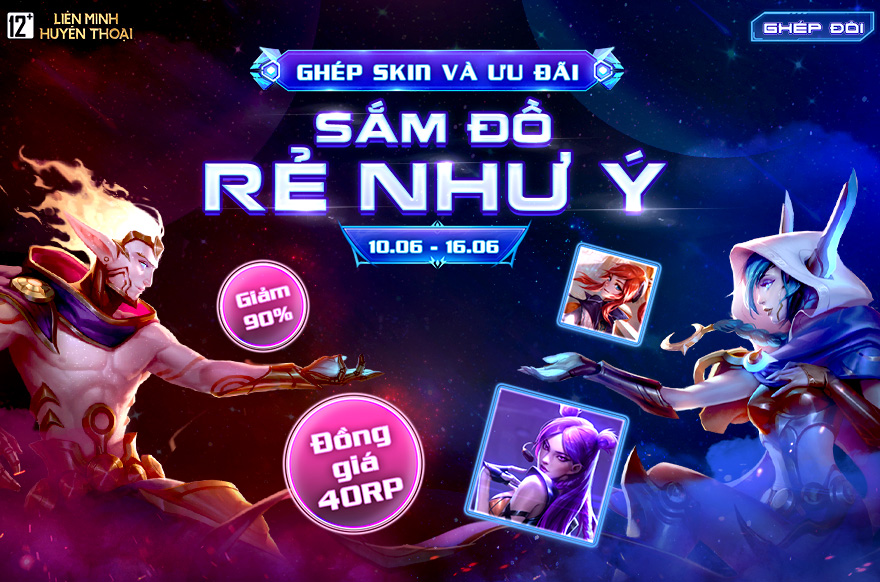 12+
LIÊN MINH
HUYỀN THOẠI
GHÉP ĐÔI
GHÉP SKIN VÀ ƯU ĐÃI
SẮM ĐỒ
RẺ NHƯ Ý
10.06 - 16.06
Giảm
90%
Đồng
giá
40RP